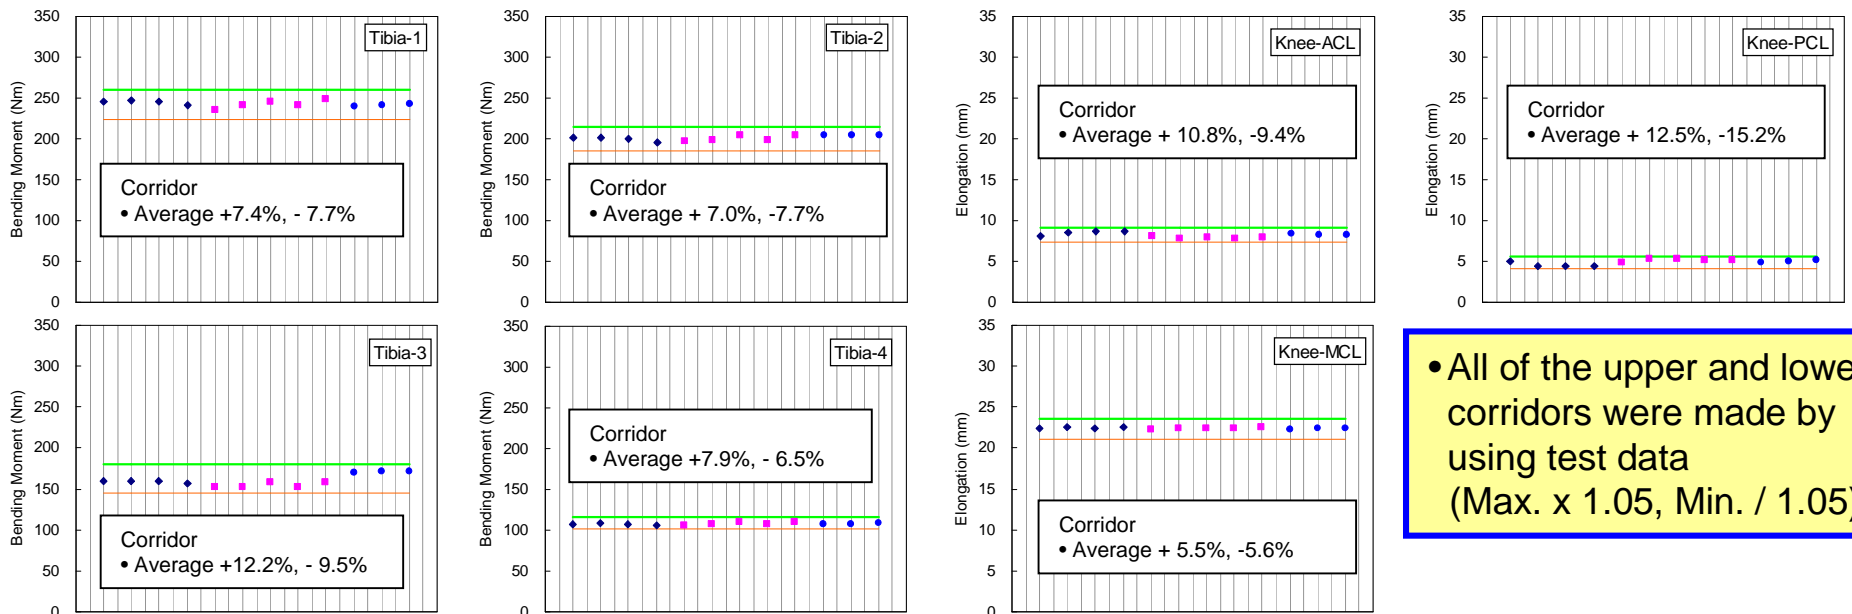 350
300
250
200
150
100
50
0
Bending Moment (Nm)
Tibia-1
Corridor
• Average +7.4%, - 7.7%
350
300
250
200
150
100
50
0
Bending Moment (Nm)
Tibia-2
Corridor
• Average + 7.0%, -7.7%
35
30
25
20
15
10
5
0
Elongation (mm)
Knee-ACL
Corridor
• Average + 10.8%, -9.4%
35
30
25
20
15
10
5
0
Elongation (mm)
Knee-PCL
Corridor
• Average + 12.5%, -15.2%
350
300
250
200
150
100
50
0
Bending Moment (Nm)
Tibia-3
Corridor
• Average +12.2%, - 9.5%
350
300
250
200
150
100
50
0
Bending Moment (Nm)
Tibia-4
Corridor
• Average +7.9%, - 6.5%
35
30
25
20
15
10
5
0
Elongation (mm)
Knee-MCL
Corridor
• Average + 5.5%, -5.6%
• All of the upper and lowe
corridors were made by
using test data
(Max. x 1.05, Min. / 1.05)